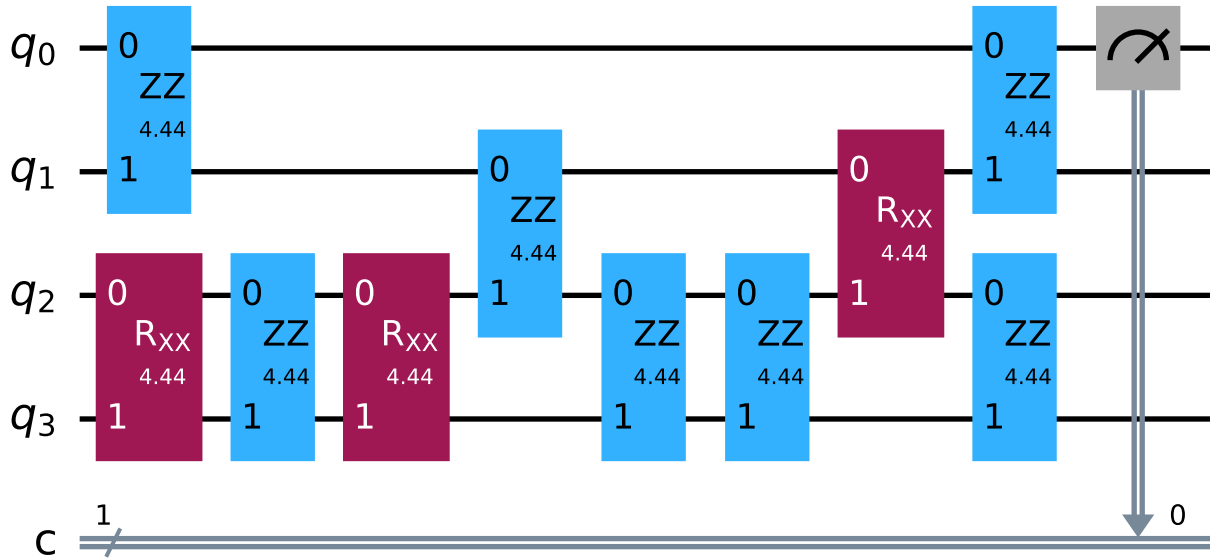 q0 0 0
ZZ ZZ
4.44 4.44
q1 1 0 0 1
ZZ RXX
4.44 4.44
q2 0 0 0 1 0 0 1 0
RXX ZZ RXX ZZ ZZ ZZ
4.44 4.44 4.44 4.44 4.44 4.44
q3 1 1 1 1 1 1
1 0
c